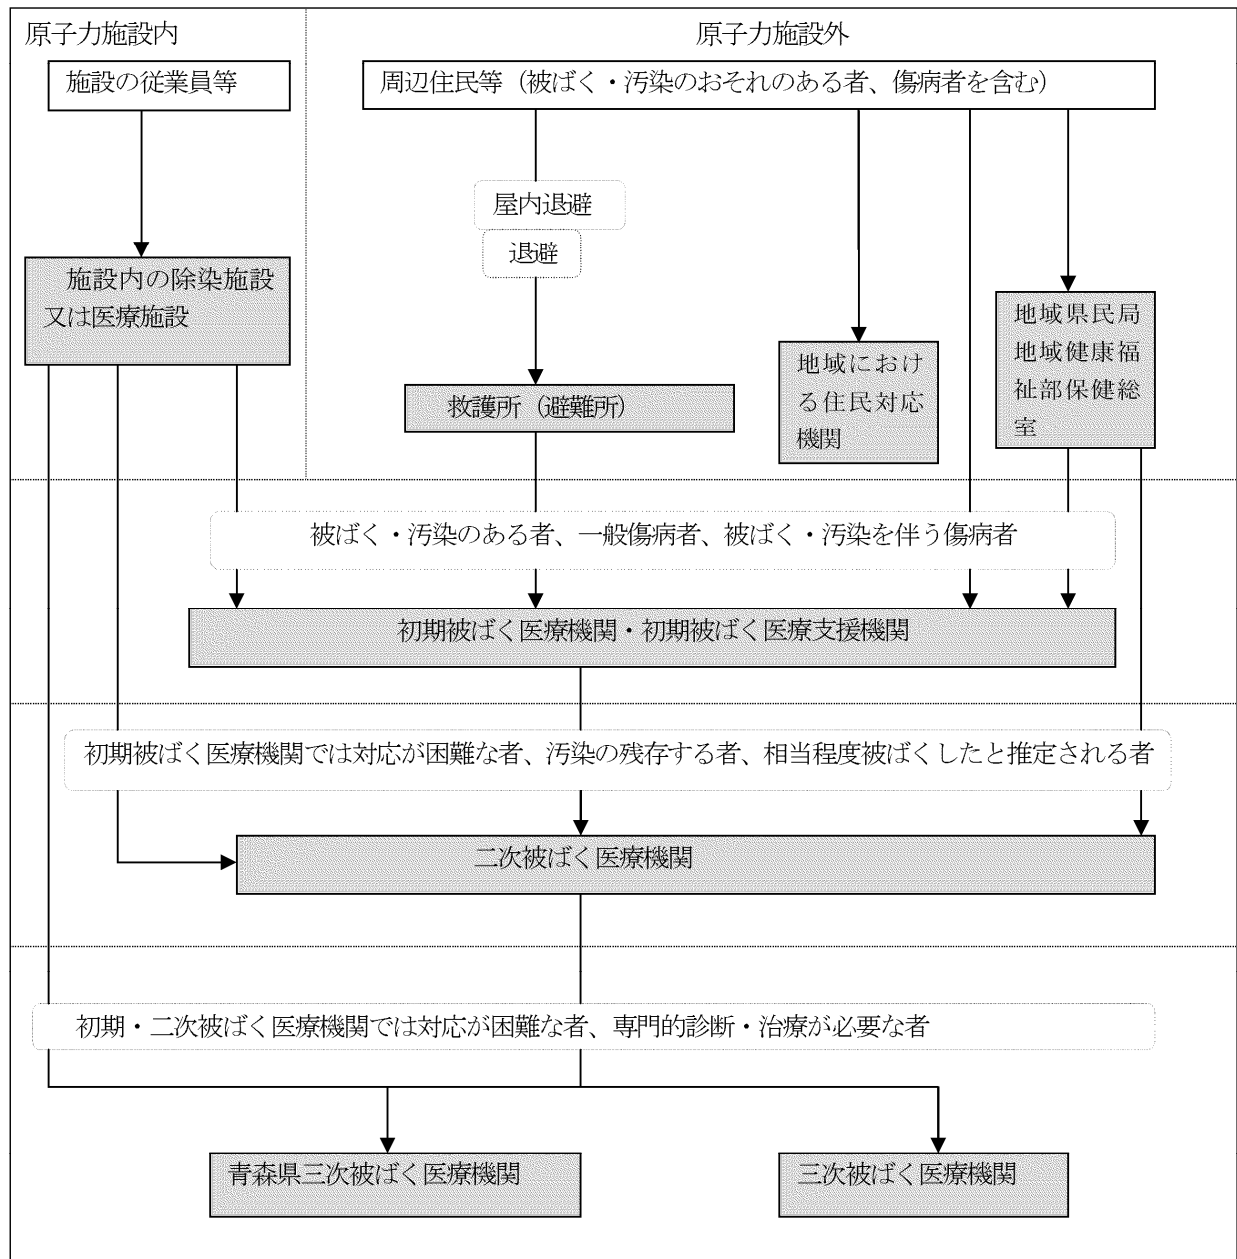 原子力施設内
原子力施設外
施設の従業員等
周辺住民等（被ばく・汚染のおそれのある者、傷病者を含む）
屋内退避
退避
施設内の除染施設
又は医療施設
救護所（避難所）
地域におけ
る住民対応
機関
地域県民局
地域健康福
祉部保健総
室
被ばく・汚染のある者、一般傷病者、被ばく・汚染を伴う傷病者
初期被ばく医療機関・初期被ばく医療支援機関
初期被ばく医療機関では対応が困難な者、汚染の残存する者、相当程度被ばくしたと推定される者
二次被ばく医療機関
初期・二次被ばく医療機関では対応が困難な者、専門的診断・治療が必要な者
青森県三次被ばく医療機関
三次被ばく医療機関